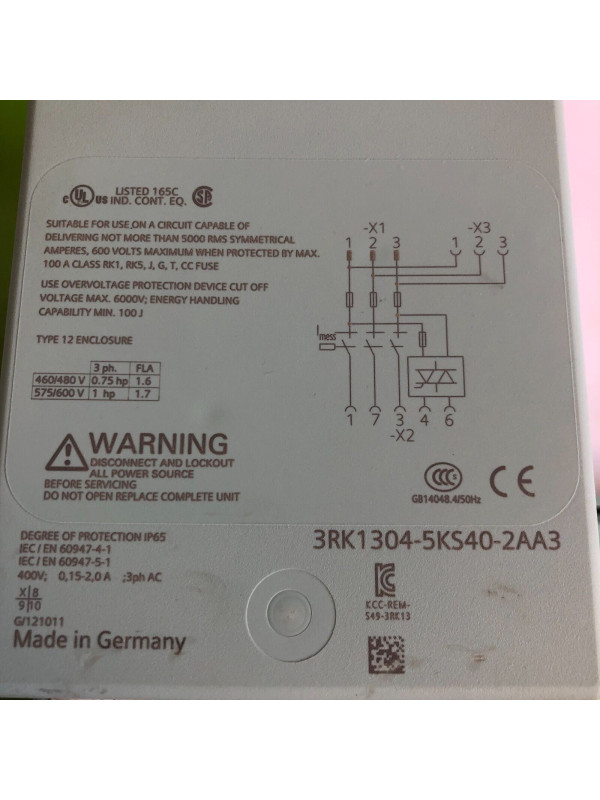 c UL US LISTED 165C
IND. CONT. EQ.
SUITABLE FOR USE,ON A CIRCUIT CAPABLE OF
DELIVERING NOT MORE THAN 5000 RMS SYMMETRICAL
AMPERES, 600 VOLTS MAXIMUM WHEN PROTECTED BY MAX.
100 A CLASS RK1, RK5, J, G, T, CC FUSE
USE OVERVOLTAGE PROTECTION DEVICE CUT OFF
VOLTAGE MAX. 6000V; ENERGY HANDLING
CAPABILITY MIN. 100 J
TYPE 12 ENCLOSURE
3 ph. FLA
460/480 V 0.75 hp 1.6
575/600 V 1 hp 1.7
-X1 -X3
1 2 3 1 2 3
I mess
1 7 3 4 6
-X2
WARNING
DISCONNECT AND LOCKOUT
ALL POWER SOURCE
BEFORE SERVICING
DO NOT OPEN REPLACE COMPLETE UNIT
CCC CE
GB14048.4/50Hz
DEGREE OF PROTECTION IP65
IEC/EN 60947-4-1
IEC/EN 60947-5-1
400V; 0,15-2,0 A ;3ph AC
X|8
9|10
G/121011
Made in Germany
3RK1304-5KS40-2AA3
KCC-REM-
S49-3RK13